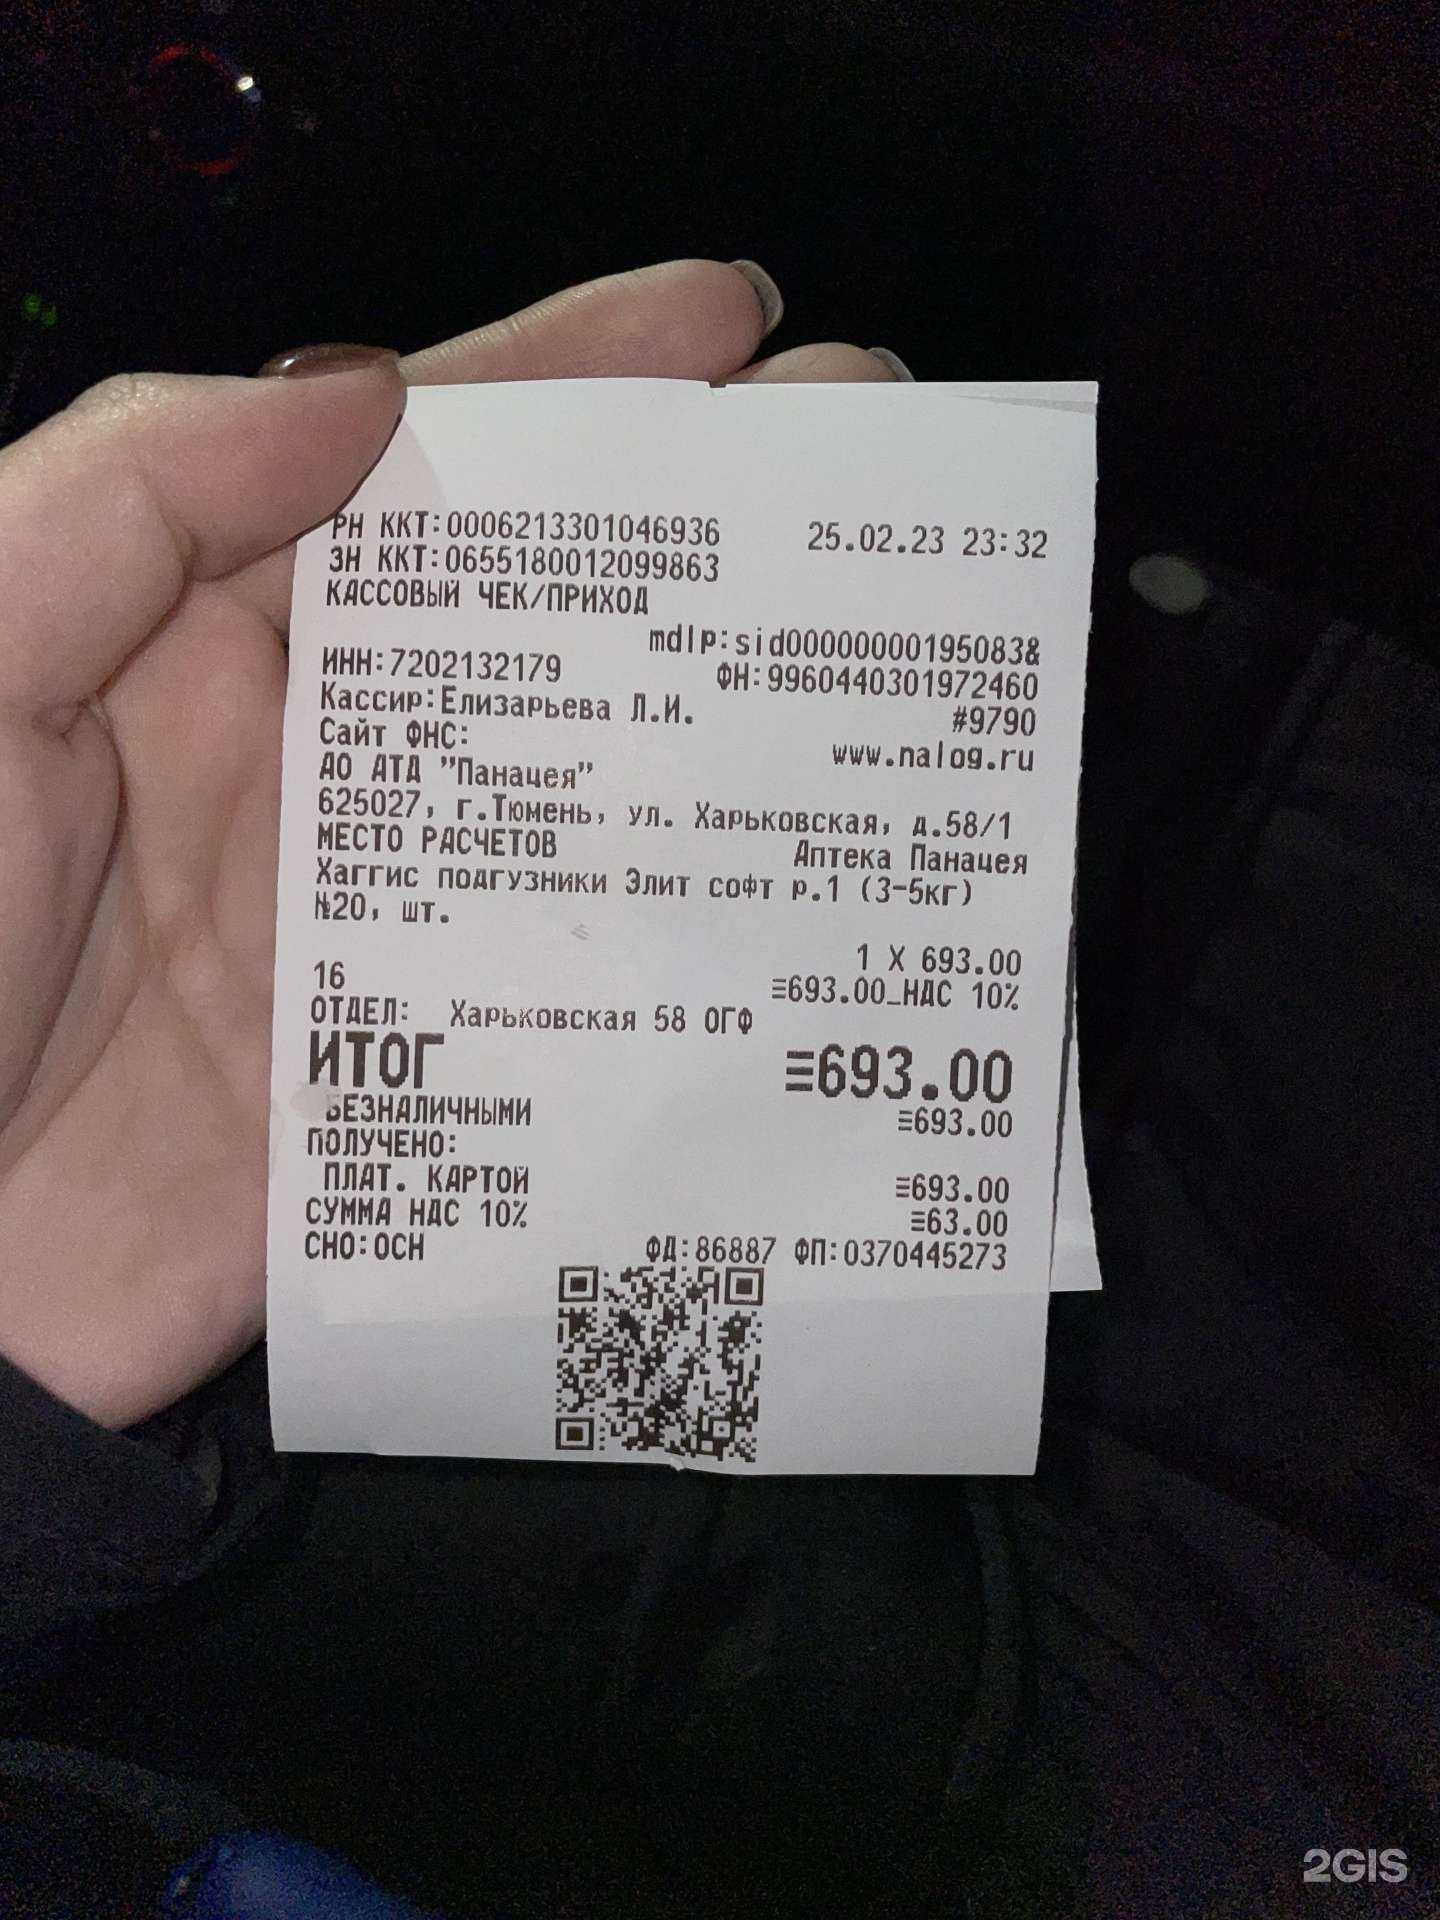 РН ККТ:0006213301046936 25.02.23 23:32
ЗН ККТ:0655180012099863
КАССОВЫЙ ЧЕК/ПРИХОД
mdlp:sid00000000195083&
ИНН:7202132179 ФН:9960440301972460
Кассир:Елизарьева Л.И. #9790
Сайт ФНС: www.nalog.ru
АО АТА "Панацея"
625027, г.Тюмень, ул. Харьковская, д.58/1
МЕСТО РАСЧЕТОВ Аптека Панацея
Хаггис подгузники Элит софт р.1 (3-5кг)
№20, шт.
1 X 693.00
16 ≡693.00_НДС 10%
ОТДЕЛ: Харьковская 58 ОГФ
ИТОГ ≡693.00
БЕЗНАЛИЧНЫМИ ≡693.00
ПОЛУЧЕНО:
ПЛАТ. КАРТОЙ ≡693.00
СУММА НДС 10% ≡63.00
СНО:ОСН ФД:86887 ФП:0370445273
2GIS